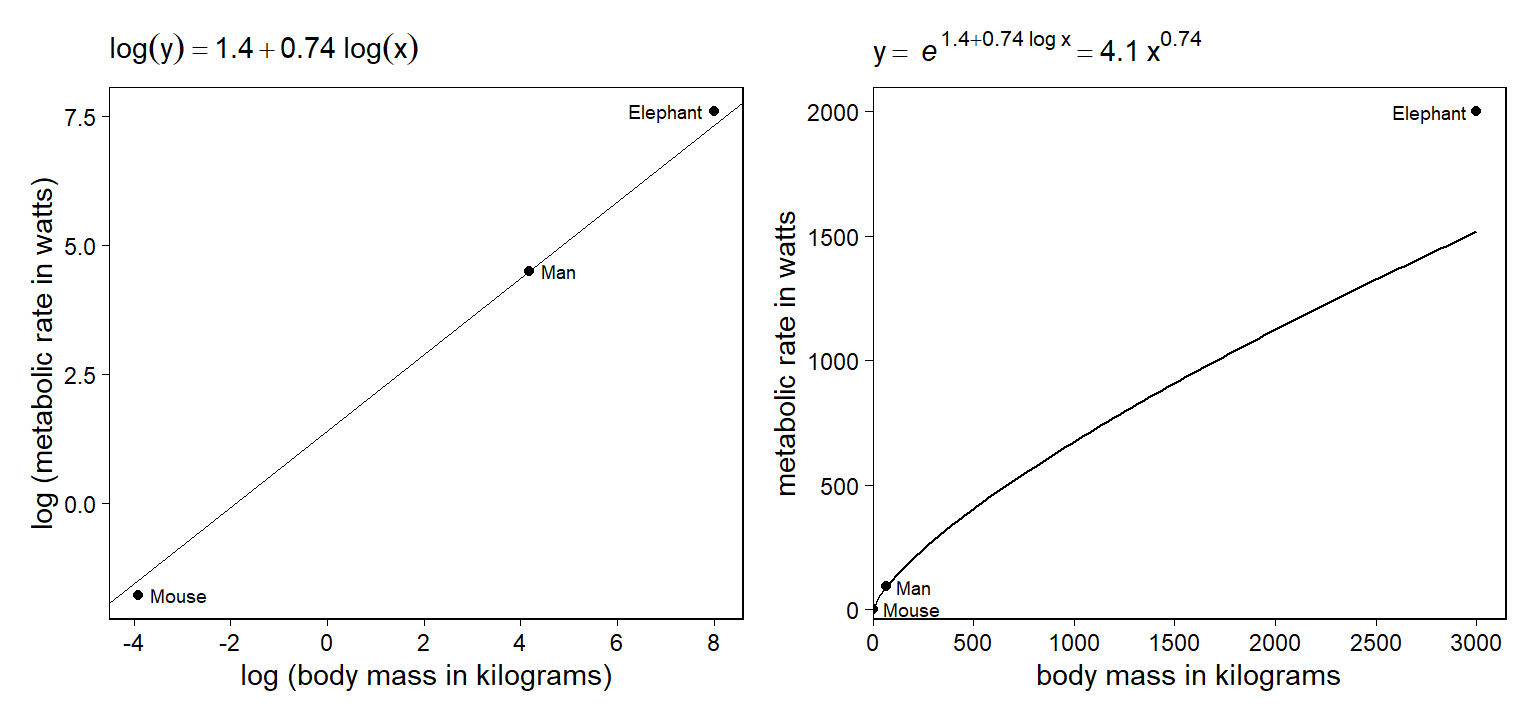 log(y) = 1.4 + 0.74 log(x)
log (metabolic rate in watts)
7.5
5.0
2.5
0.0
Elephant
Man
Mouse
-4 -2 0 2 4 6 8
log (body mass in kilograms)
y = e^1.4+0.74 log x = 4.1 x^0.74
metabolic rate in watts
2000
1500
1000
500
0
Elephant
Man
Mouse
0 500 1000 1500 2000 2500 3000
body mass in kilograms